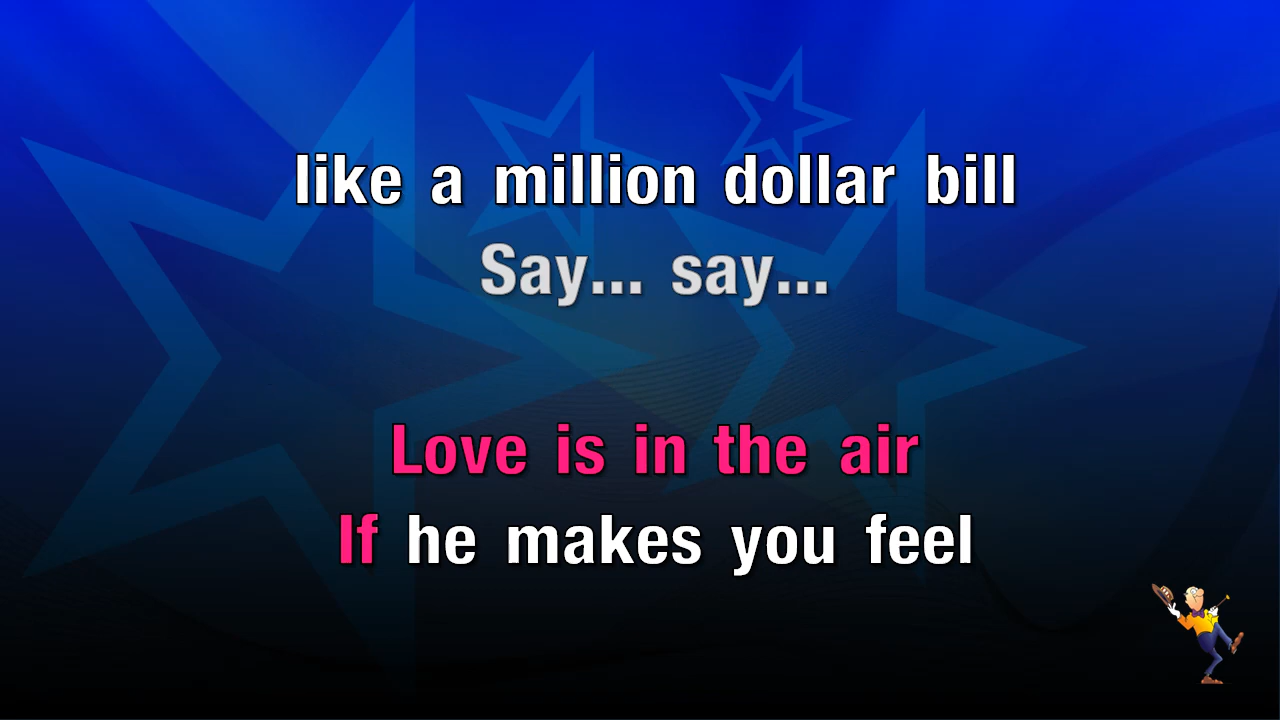 like a million dollar bill
Say... say...
Love is in the air
If he makes you feel